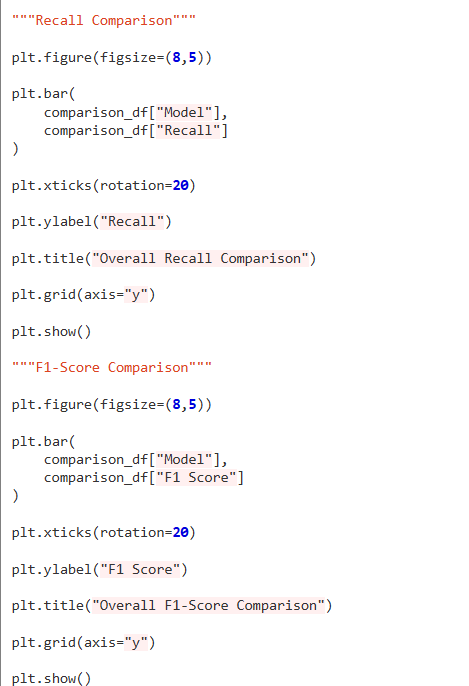 """Recall Comparison"""
plt.figure(figsize=(8,5))
plt.bar(
    comparison_df["Model"],
    comparison_df["Recall"]
)
plt.xticks(rotation=20)
plt.ylabel("Recall")
plt.title("Overall Recall Comparison")
plt.grid(axis="y")
plt.show()
"""F1-Score Comparison"""
plt.figure(figsize=(8,5))
plt.bar(
    comparison_df["Model"],
    comparison_df["F1 Score"]
)
plt.xticks(rotation=20)
plt.ylabel("F1 Score")
plt.title("Overall F1-Score Comparison")
plt.grid(axis="y")
plt.show()